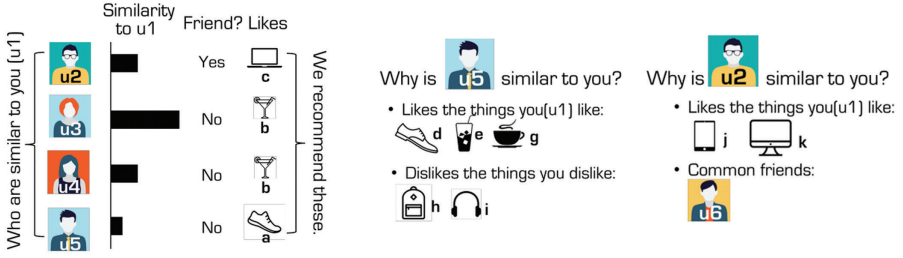 Who are similar to you (u1)
Similarity
to u1
Friend?
Likes
u2
Yes
c
u3
No
b
u4
No
b
u5
No
a
We recommend these.
Why is u5 similar to you?
• Likes the things you(u1) like:
d e g
• Dislikes the things you dislike:
h i
Why is u2 similar to you?
• Likes the things you(u1) like:
j k
• Common friends:
u6